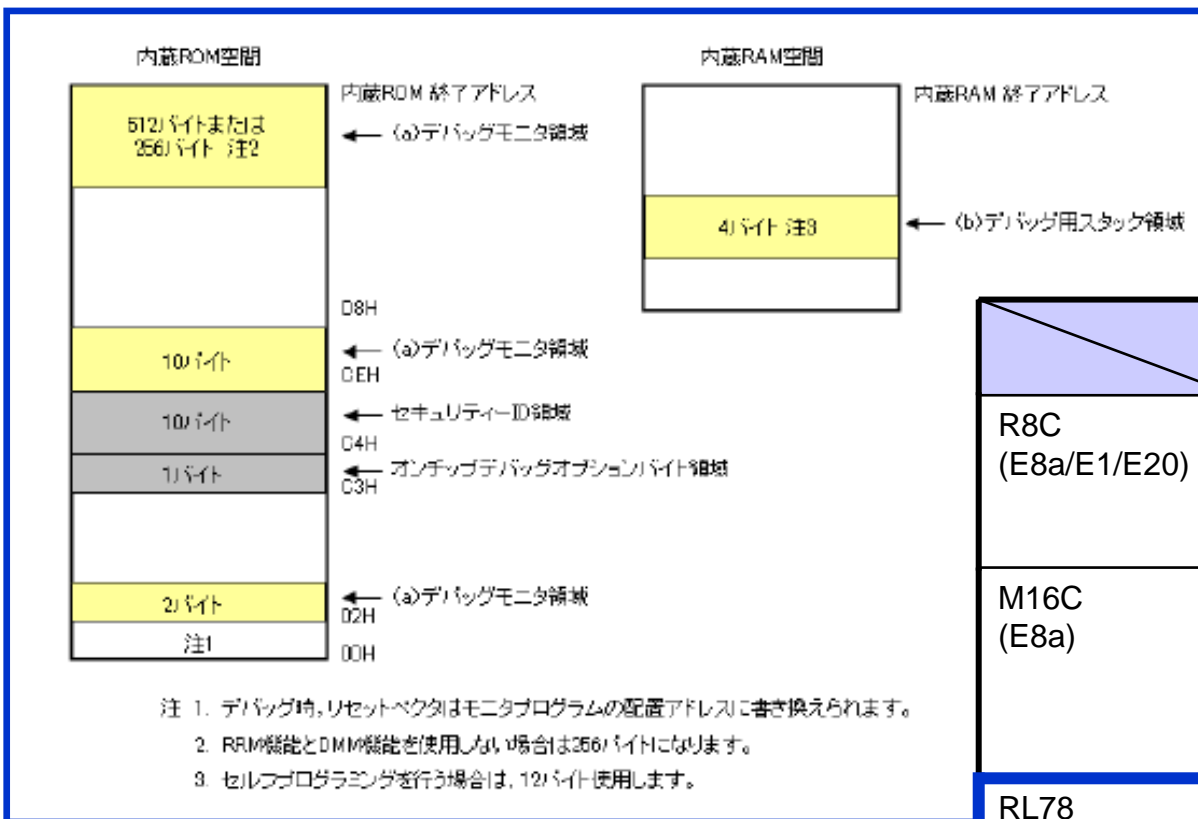 内蔵ROM空間
内蔵ROM 終了アドレス
512バイトまたは
256バイト 注2
← (a)デバッグモニタ領域
D8H
10バイト
← (a)デバッグモニタ領域
CEH
10バイト
← セキュリティーID領域
C4H
1バイト
← オンチップデバッグオプションバイト領域
C3H
2バイト
← (a)デバッグモニタ領域
02H
注1
00H
内蔵RAM空間
内蔵RAM 終了アドレス
4バイト 注3
← (b)デバッグ用スタック領域
注 1. デバッグ時,リセットベクタはモニタプログラムの配置アドレスに書き換えられます。
2. RRM機能とDMM機能を使用しない場合は256バイトになります。
3. セルフプログラミングを行う場合は,12バイト使用します。
R8C
(E8a/E1/E20)
M16C
(E8a)
RL78